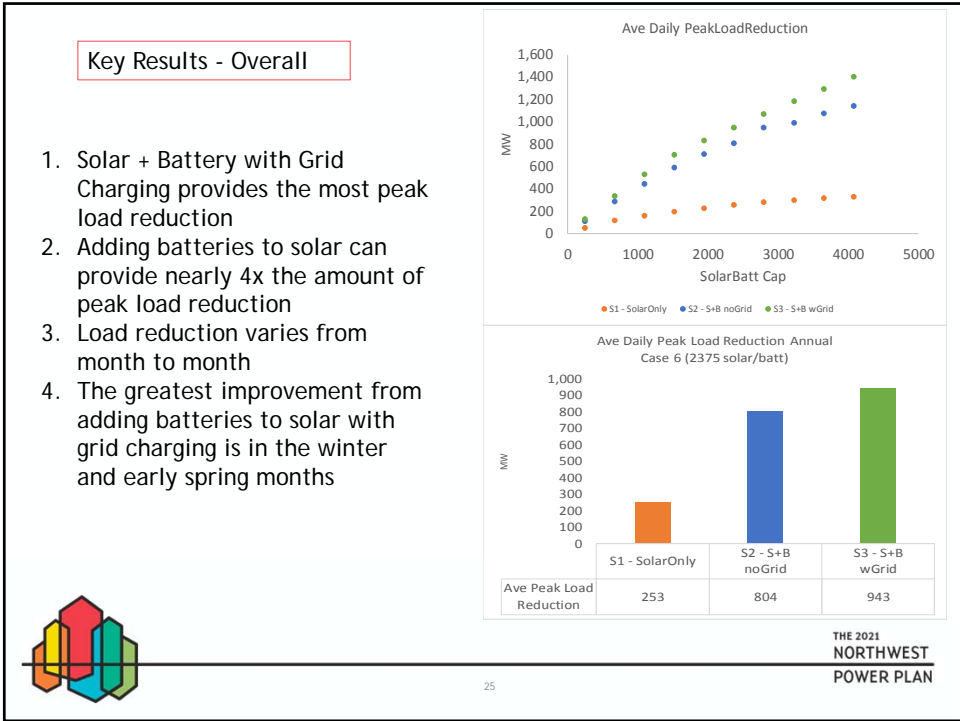 Key Results - Overall
1. Solar + Battery with Grid
Charging provides the most peak
load reduction
2. Adding batteries to solar can
provide nearly 4x the amount of
peak load reduction
3. Load reduction varies from
month to month
4. The greatest improvement from
adding batteries to solar with
grid charging is in the winter
and early spring months
Ave Daily PeakLoadReduction
1,600
1,400
1,200
1,000
800
600
400
200
0
MW
0 1000 2000 3000 4000 5000
SolarBatt Cap
S1 - SolarOnly S2 - S+B noGrid S3 - S+B wGrid
Ave Daily Peak Load Reduction Annual
Case 6 (2375 solar/batt)
1,000
900
800
700
600
500
400
300
200
100
0
MW
S1 - SolarOnly S2 - S+B S3 - S+B
noGrid wGrid
Ave Peak Load
Reduction 253 804 943
THE 2021
NORTHWEST
POWER PLAN
25